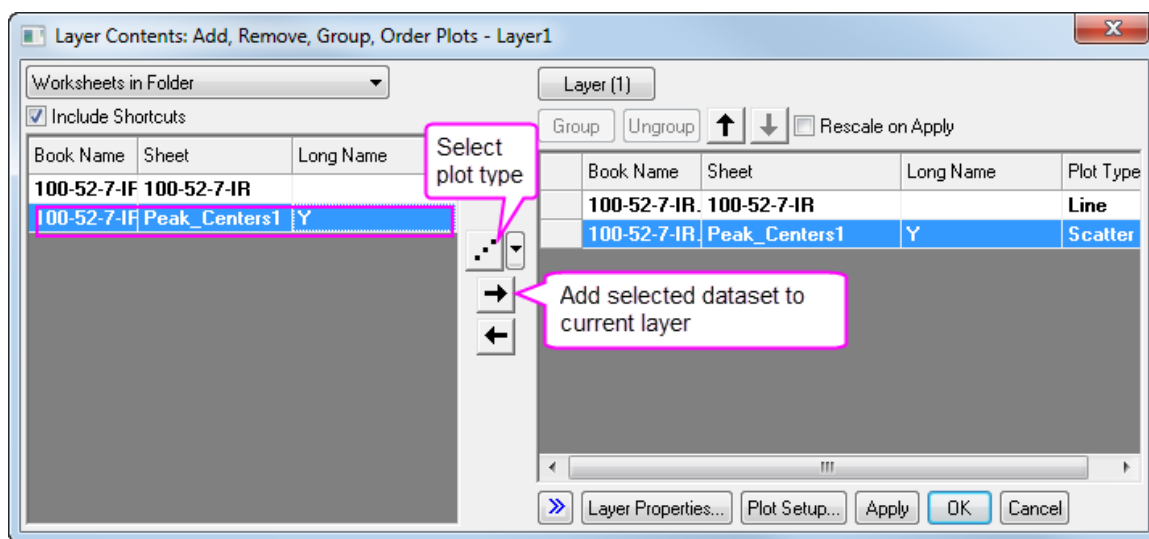 Layer Contents: Add, Remove, Group, Order Plots - Layer1
Worksheets in Folder
Include Shortcuts
Book Name Sheet Long Name
100-52-7-IF 100-52-7-IR
100-52-7-IF Peak_Centers1 Y
Select
plot type
Add selected dataset to
current layer
Layer (1)
Group Ungroup Rescale on Apply
Book Name Sheet Long Name Plot Type
100-52-7-IR. 100-52-7-IR Line
100-52-7-IR. Peak_Centers1 Y Scatter
Layer Properties... Plot Setup... Apply OK Cancel